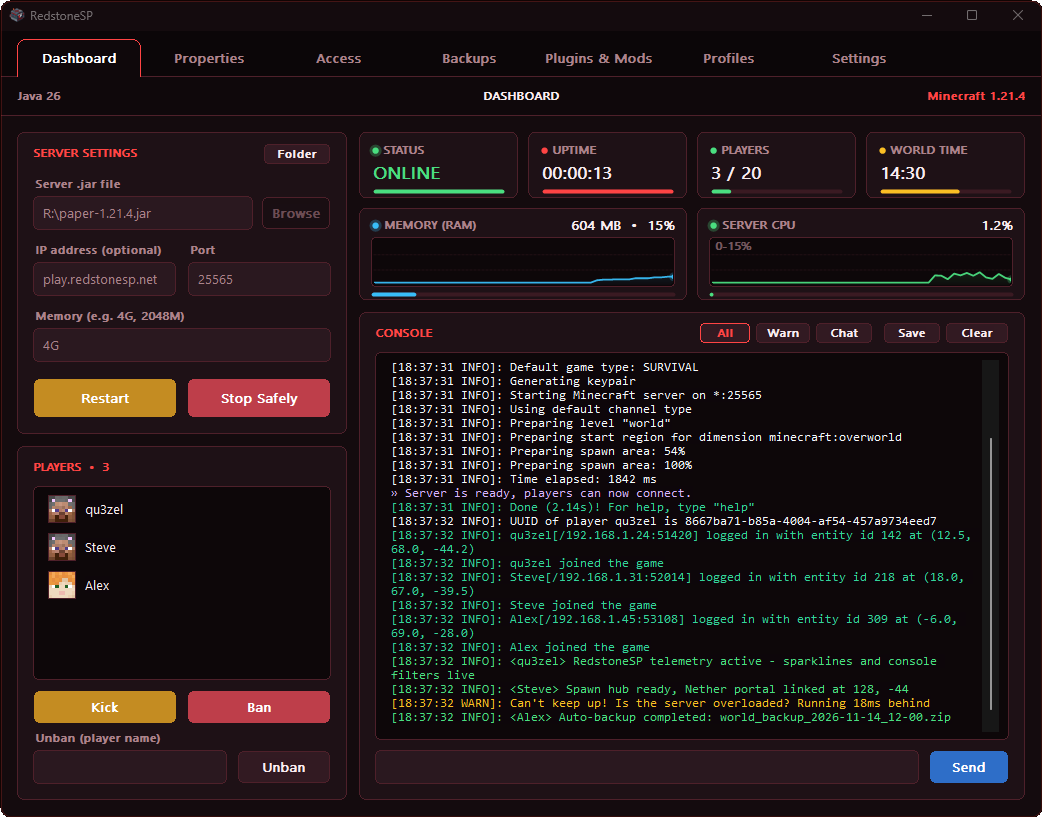 RedstoneSP
Dashboard Properties Access Backups Plugins & Mods Profiles Settings
Java 26 DASHBOARD Minecraft 1.21.4
SERVER SETTINGS Folder
Server .jar file
R:\paper-1.21.4.jar Browse
IP address (optional) Port
play.redstonesp.net 25565
Memory (e.g. 4G, 2048M)
4G
Restart Stop Safely
PLAYERS • 3
qu3zel
Steve
Alex
Kick Ban
Unban (player name)
Unban
STATUS
ONLINE
UPTIME
00:00:13
PLAYERS
3 / 20
WORLD TIME
14:30
MEMORY (RAM) 604 MB • 15%
SERVER CPU 1.2%
0-15%
CONSOLE All Warn Chat Save Clear
[18:37:31 INFO]: Default game type: SURVIVAL
[18:37:31 INFO]: Generating keypair
[18:37:31 INFO]: Starting Minecraft server on *:25565
[18:37:31 INFO]: Using default channel type
[18:37:31 INFO]: Preparing level "world"
[18:37:31 INFO]: Preparing start region for dimension minecraft:overworld
[18:37:31 INFO]: Preparing spawn area: 54%
[18:37:31 INFO]: Preparing spawn area: 100%
[18:37:31 INFO]: Time elapsed: 1842 ms
» Server is ready, players can now connect.
[18:37:31 INFO]: Done (2.14s)! For help, type "help"
[18:37:32 INFO]: UUID of player qu3zel is 8667ba71-b85a-4004-af54-457a9734eed7
[18:37:32 INFO]: qu3zel[/192.168.1.24:51420] logged in with entity id 142 at (12.5,
68.0, -44.2)
[18:37:32 INFO]: qu3zel joined the game
[18:37:32 INFO]: Steve[/192.168.1.31:52014] logged in with entity id 218 at (18.0,
67.0, -39.5)
[18:37:32 INFO]: Steve joined the game
[18:37:32 INFO]: Alex[/192.168.1.45:53108] logged in with entity id 309 at (-6.0,
69.0, -28.0)
[18:37:32 INFO]: Alex joined the game
[18:37:32 INFO]: <qu3zel> RedstoneSP telemetry active - sparklines and console
filters live
[18:37:32 INFO]: <Steve> Spawn hub ready, Nether portal linked at 128, -44
[18:37:32 WARN]: Can't keep up! Is the server overloaded? Running 18ms behind
[18:37:32 INFO]: <Alex> Auto-backup completed: world_backup_2026-11-14_12-00.zip
Send